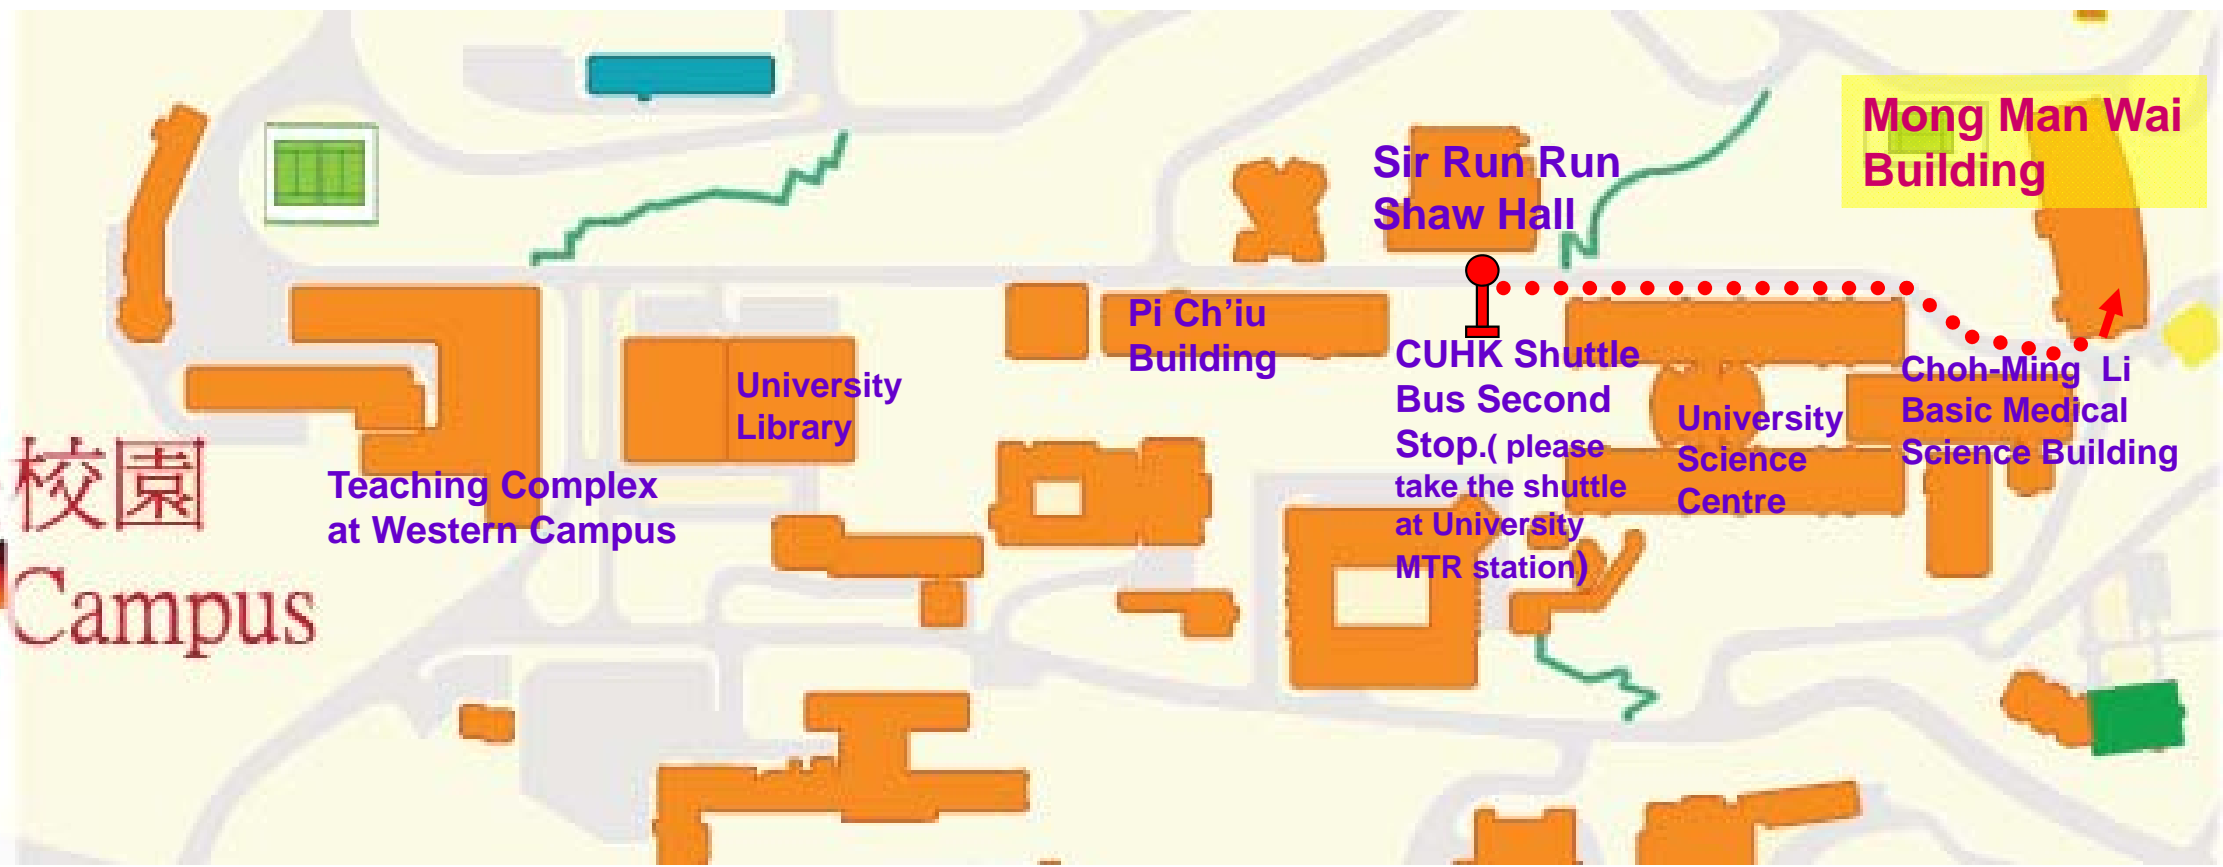 Mong Man Wai
Building
Sir Run Run
Shaw Hall
Pi Ch’iu
Building
CUHK Shuttle
Bus Second
Stop.( please
take the shuttle
at University
MTR station)
University
Library
University
Science
Centre
Choh-Ming Li
Basic Medical
Science Building
Teaching Complex
at Western Campus
校園
Campus